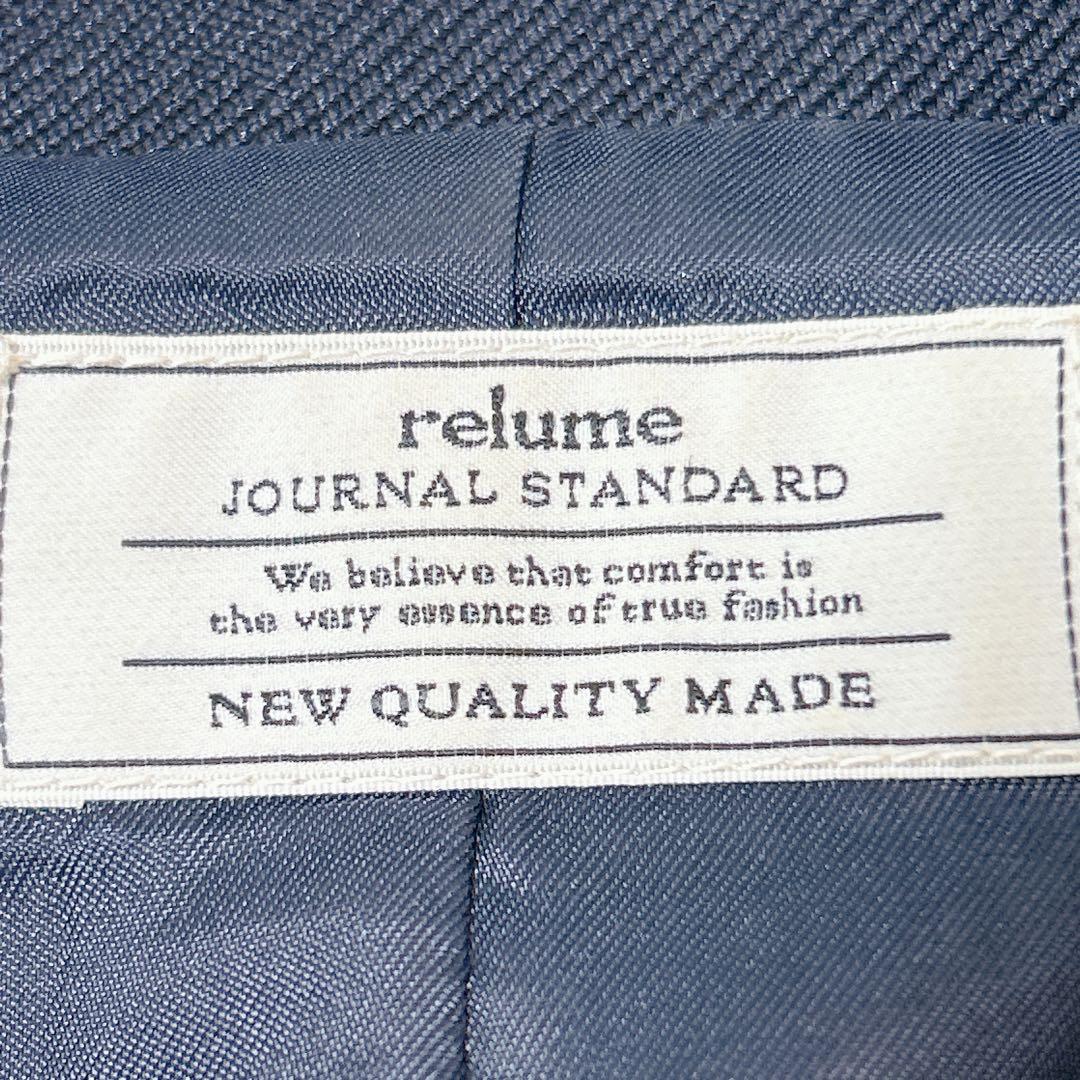 relume
JOURNAL STANDARD
We believe that comfort is
the very essence of true fashion
NEW QUALITY MADE